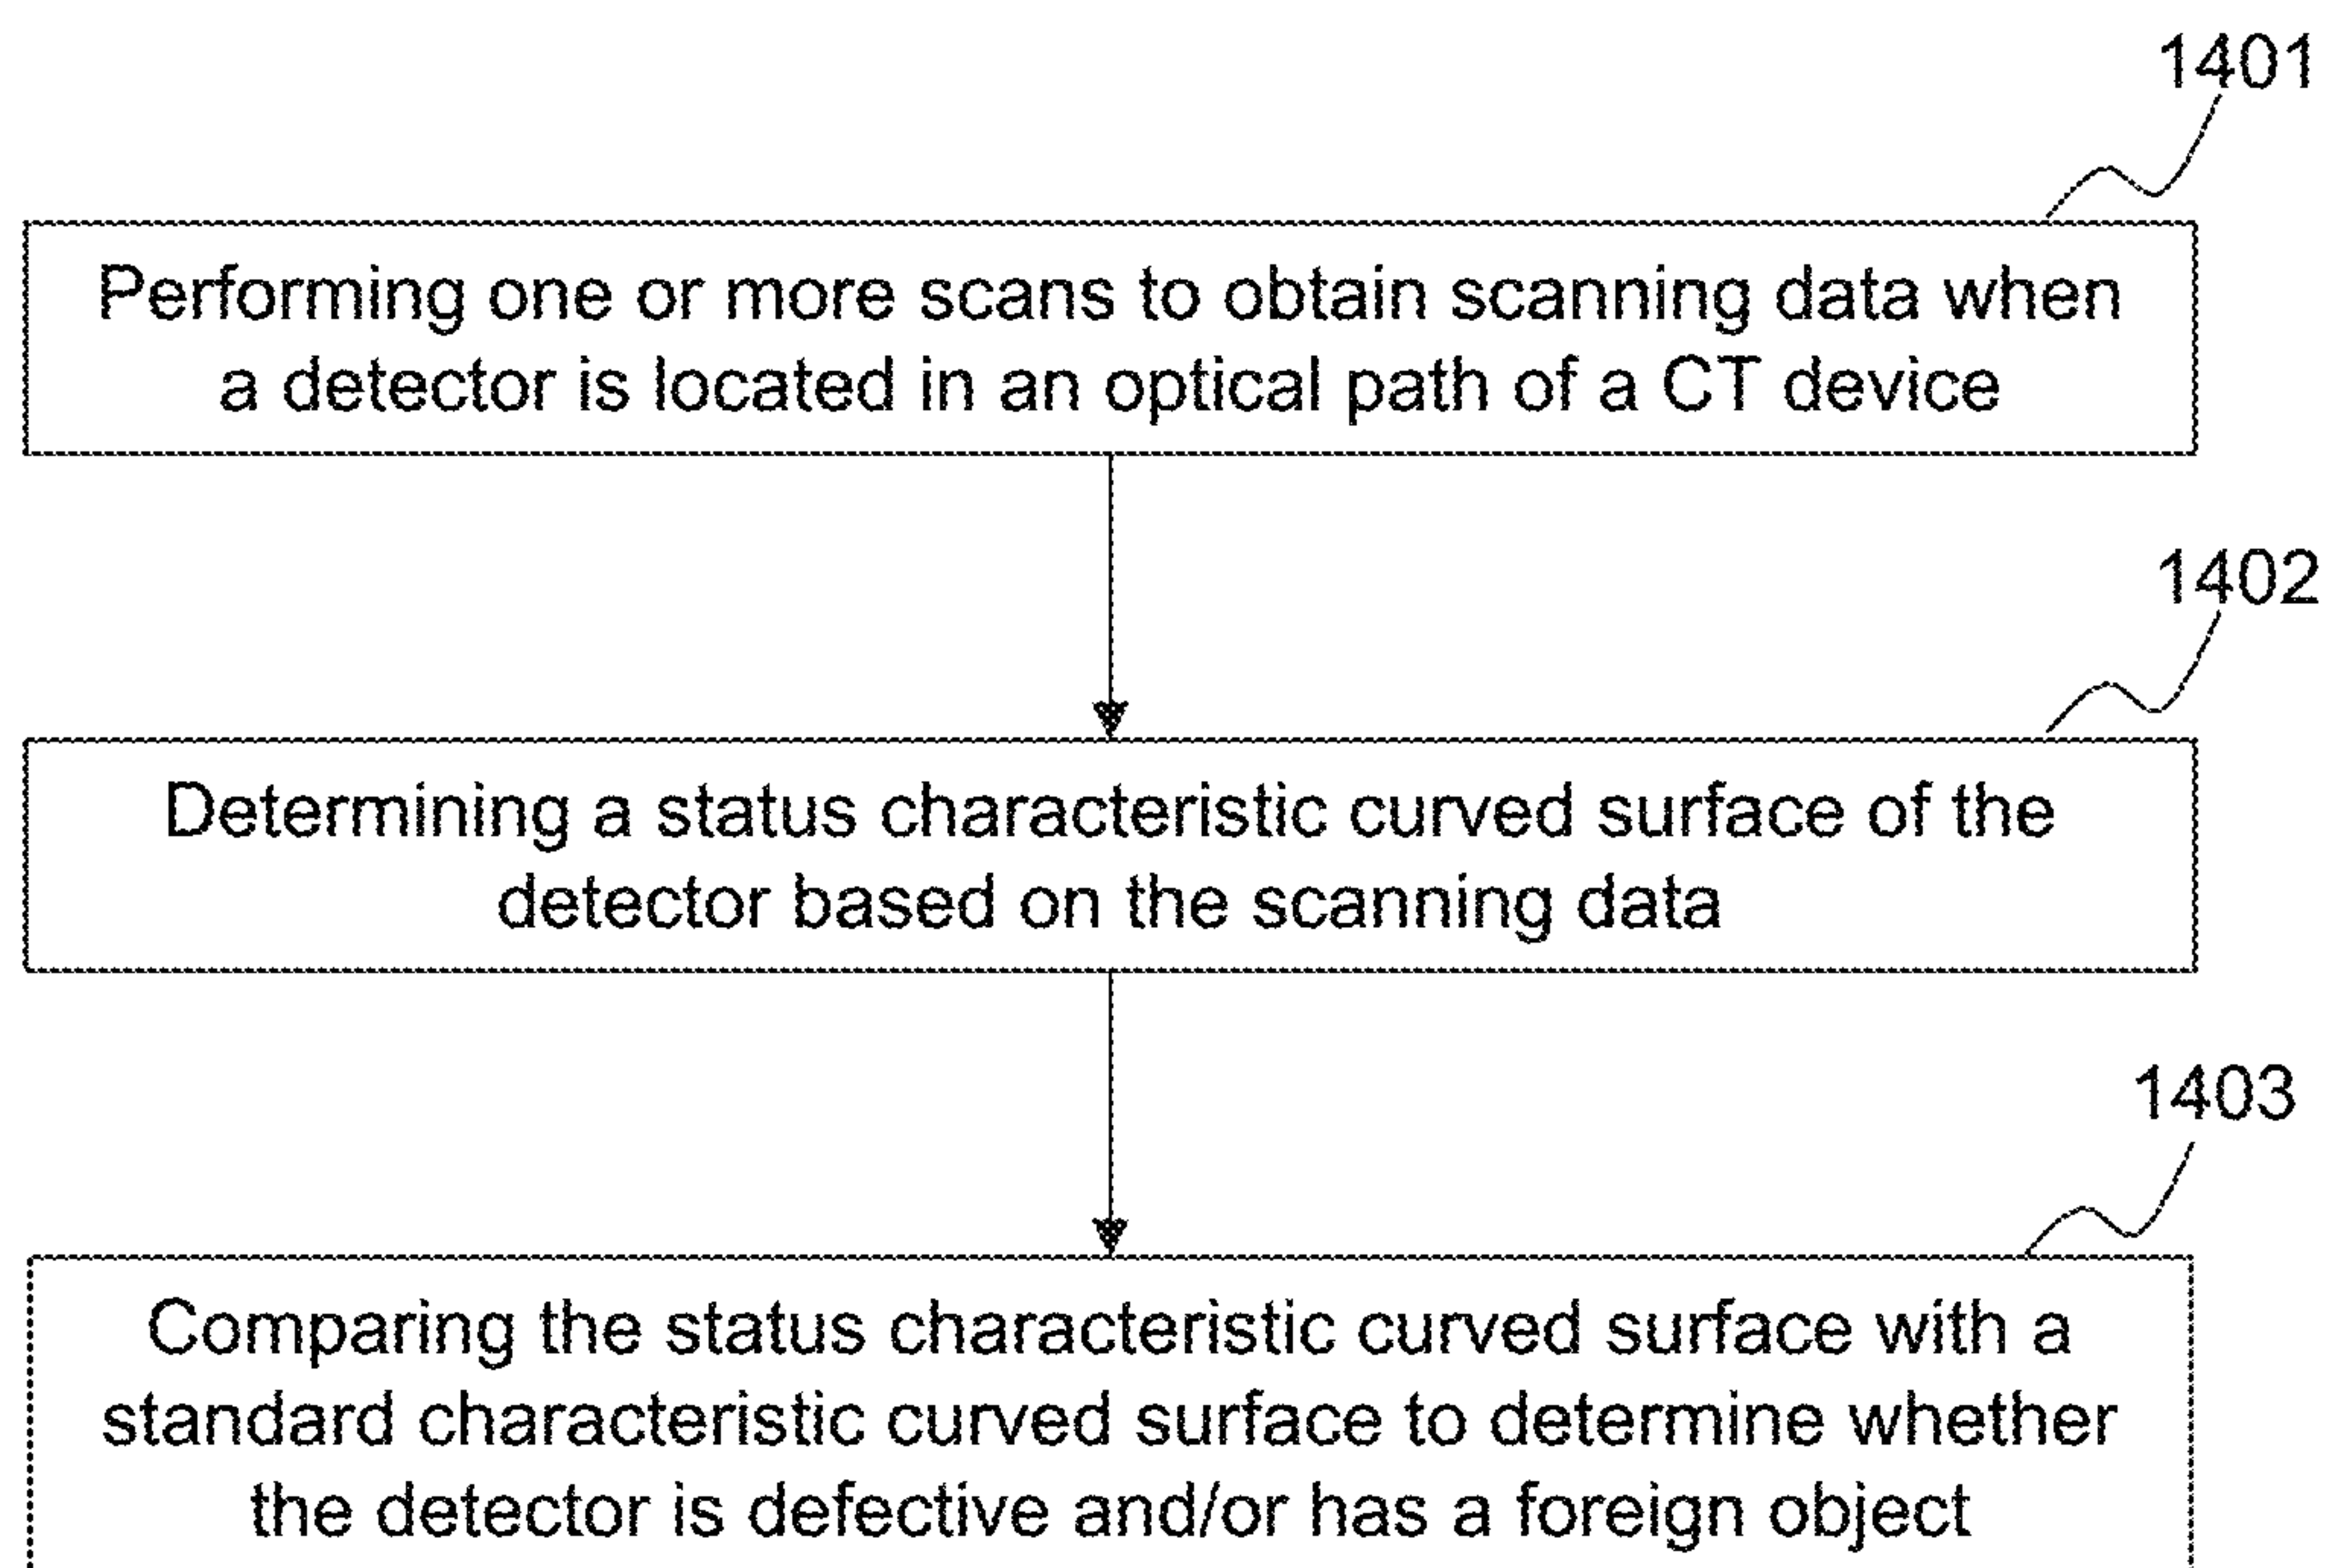 1401
Performing one or more scans to obtain scanning data when
a detector is located in an optical path of a CT device
1402
Determining a status characteristic curved surface of the
detector based on the scanning data
1403
Comparing the status characteristic curved surface with a
standard characteristic curved surface to determine whether
the detector is defective and/or has a foreign object